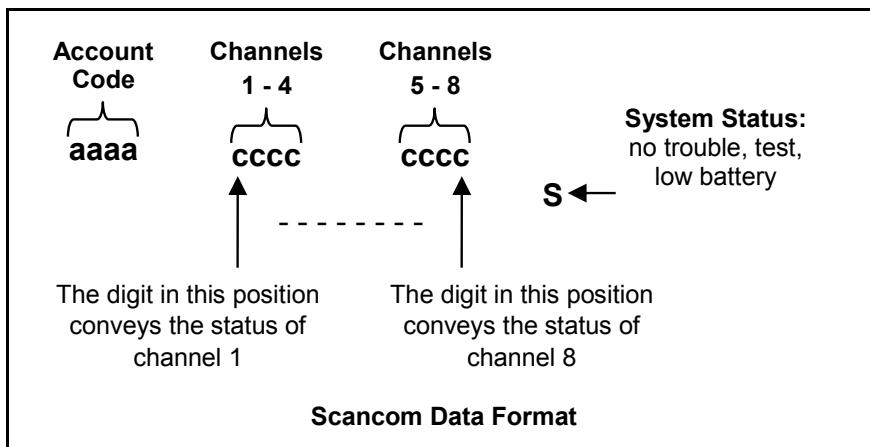 Account
Code
aaaa
Channels
1 - 4
cccc
Channels
5 - 8
cccc
System Status:
no trouble, test,
low battery
S
- - - - - - - -
The digit in this position
conveys the status of
channel 1
The digit in this position
conveys the status of
channel 8
Scancom Data Format